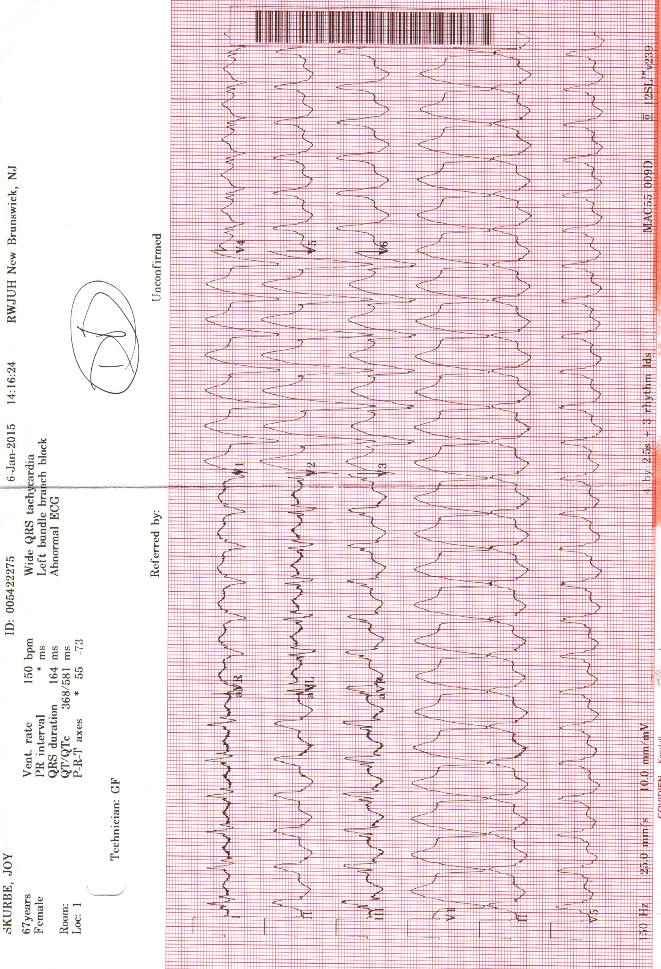 SKURBE, JOY ID: 005422275 6-Jan-2015 14:16:24 RWJUH New Brunswick, NJ
67years
Female
Room:
Loc: 1
Vent. rate 150 bpm
PR interval * ms
QRS duration 164 ms
QT/QTc 368/581 ms
P-R-T axes * 55 -73
Wide QRS tachycardia
Left bundle branch block
Abnormal ECG
Technician: GF
Referred by: Unconfirmed
I aVR V1 V4
II aVL V2 V5
III aVF V3 V6
V1
II
V5
150 Hz 25.0 mm/s 10.0 mm/mV 4 by 2.5s + 3 rhythm lds MAC55 009D 12SL™ v239